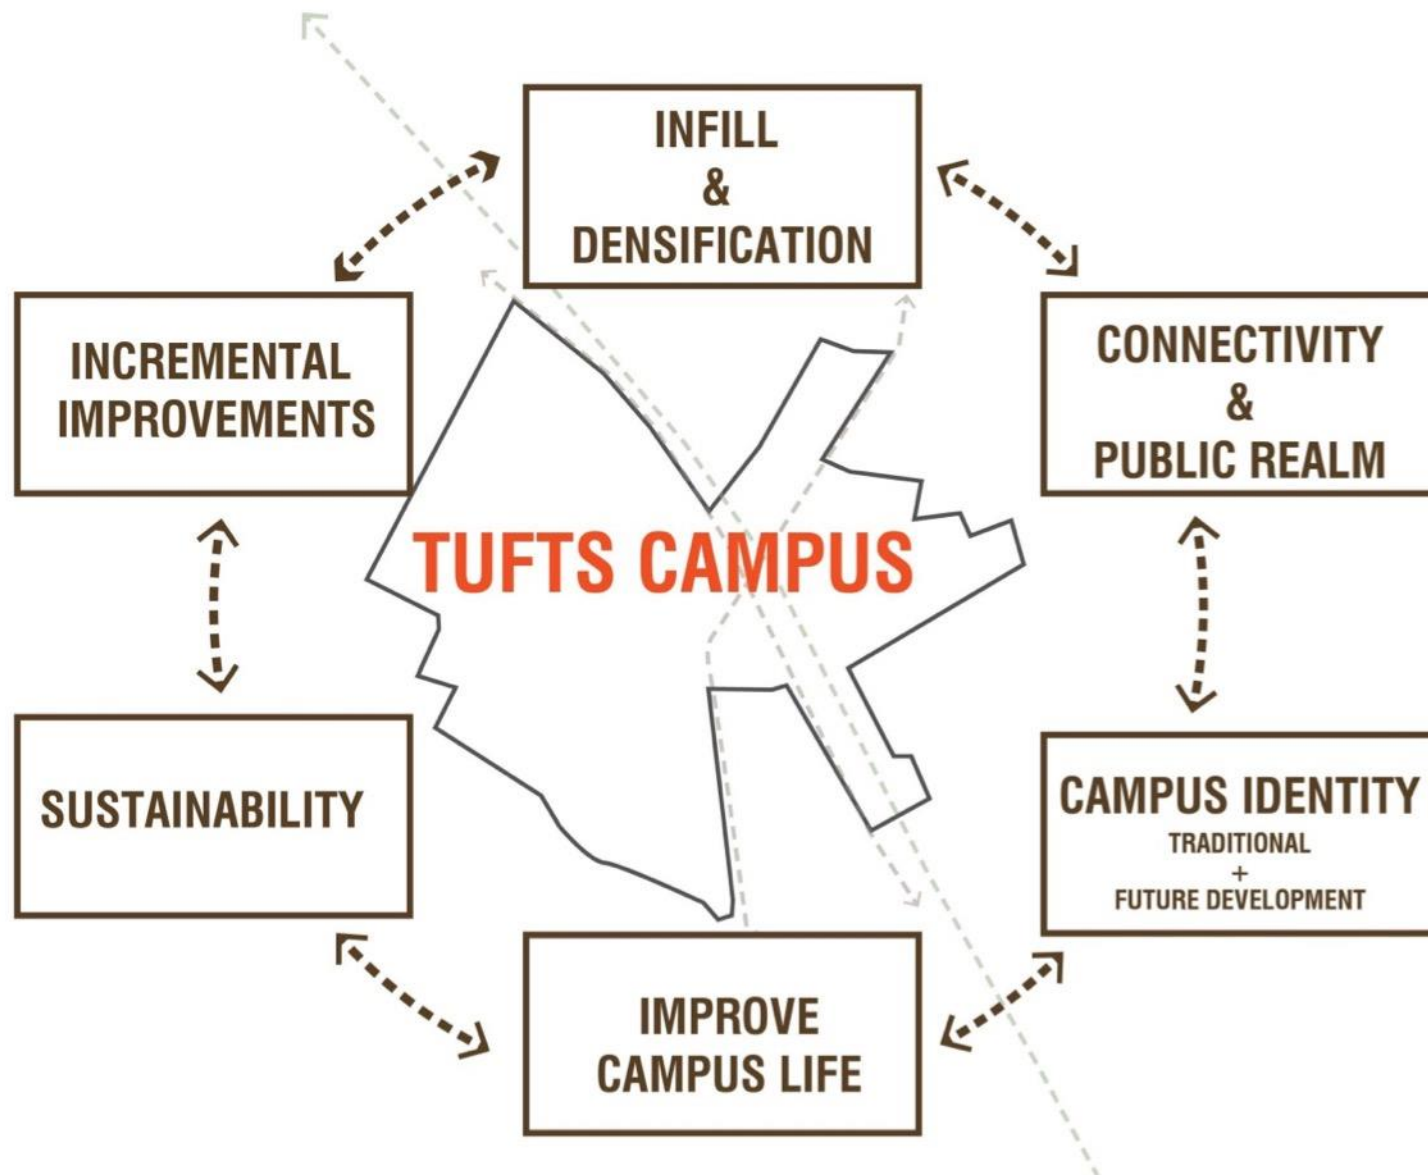 INFILL
&
DENSIFICATION
INCREMENTAL
IMPROVEMENTS
CONNECTIVITY
&
PUBLIC REALM
TUFTS CAMPUS
SUSTAINABILITY
CAMPUS IDENTITY
TRADITIONAL
+
FUTURE DEVELOPMENT
IMPROVE
CAMPUS LIFE